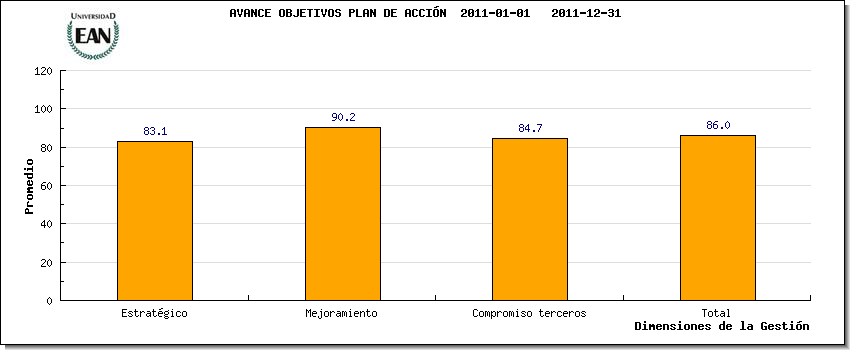 UNIVERSIDAD
EAN
AVANCE OBJETIVOS PLAN DE ACCIÓN 2011-01-01 2011-12-31
120
100
80
60
40
20
0
Promedio
83.1
90.2
84.7
86.0
Estratégico
Mejoramiento
Compromiso terceros
Total
Dimensiones de la Gestión